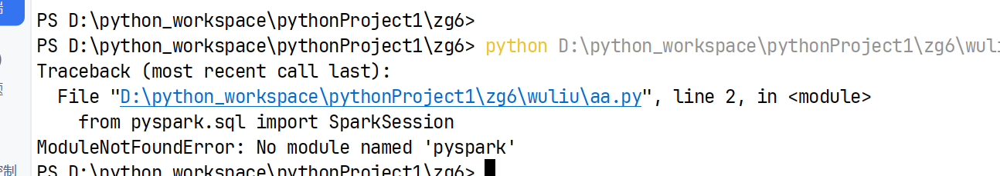 PS D:\python_workspace\pythonProject1\zg6>
PS D:\python_workspace\pythonProject1\zg6> python D:\python_workspace\pythonProject1\zg6\wuli
Traceback (most recent call last):
  File "D:\python_workspace\pythonProject1\zg6\wuliu\aa.py", line 2, in <module>
    from pyspark.sql import SparkSession
ModuleNotFoundError: No module named 'pyspark'
PS D:\python_workspace\pythonProject1\zg6>